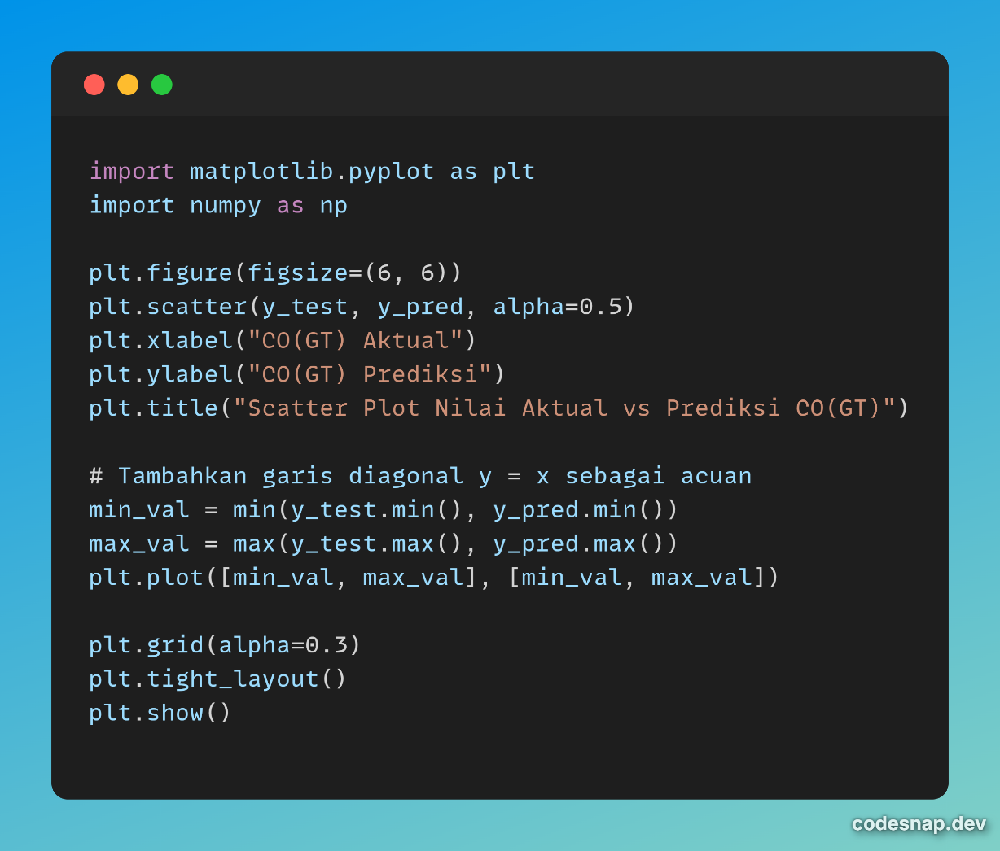 import matplotlib.pyplot as plt
import numpy as np

plt.figure(figsize=(6, 6))
plt.scatter(y_test, y_pred, alpha=0.5)
plt.xlabel("CO(GT) Aktual")
plt.ylabel("CO(GT) Prediksi")
plt.title("Scatter Plot Nilai Aktual vs Prediksi CO(GT)")

# Tambahkan garis diagonal y = x sebagai acuan
min_val = min(y_test.min(), y_pred.min())
max_val = max(y_test.max(), y_pred.max())
plt.plot([min_val, max_val], [min_val, max_val])

plt.grid(alpha=0.3)
plt.tight_layout()
plt.show()

codesnap.dev